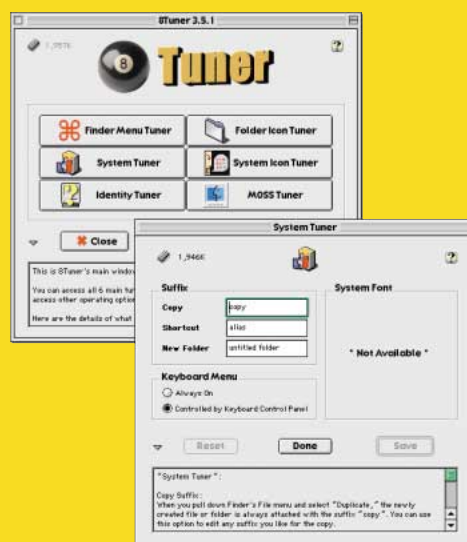 8Tuner 3.5.1
8 Tuner
Finder Menu Tuner
Folder Icon Tuner
System Tuner
System Icon Tuner
Identity Tuner
MOSS Tuner
Close
This is 8Tuner's main window
You can access all 6 main
access other operating option
Here are the details of what
System Tuner
1,946K
Suffix
System Font
Copy
copy
Shortcut
alias
New Folder
untitled folder
* Not Available *
Keyboard Menu
Always On
Controlled by Keyboard Control Panel
Reset
Done
Save
"System Tuner":
Copy Suffix:
When you pull down Finder's File menu and select "Duplicate," the newly
created file or folder is always attached with the suffix "copy". You can use
this option to edit any suffix you like for the copy.